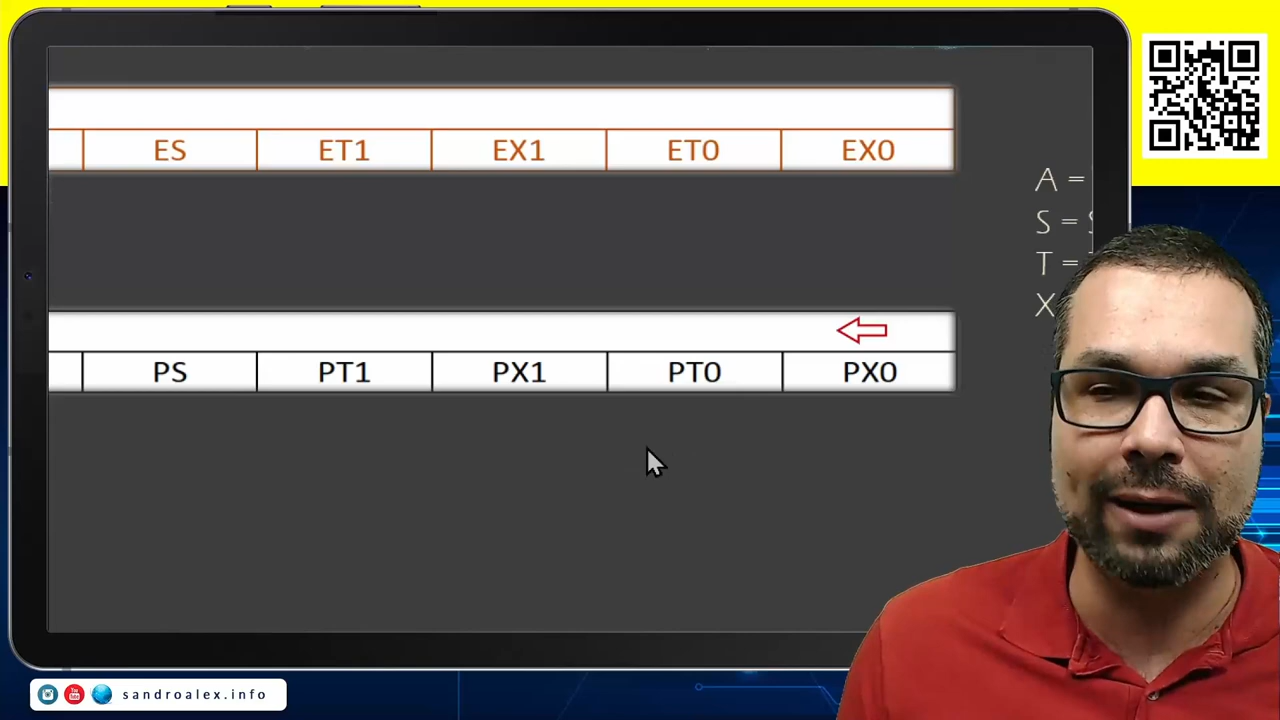 ES ET1 EX1 ET0 EX0
A =
S =
T =
X
PS PT1 PX1 PT0 PX0
sandroalex.info